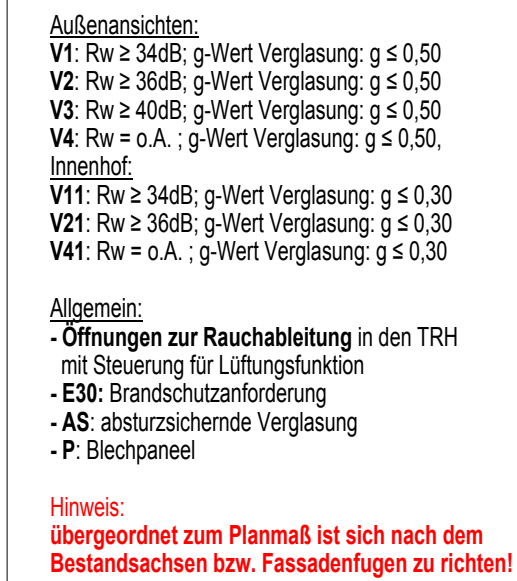 Außenansichten:
V1: Rw ≥ 34dB; g-Wert Verglasung: g ≤ 0,50
V2: Rw ≥ 36dB; g-Wert Verglasung: g ≤ 0,50
V3: Rw ≥ 40dB; g-Wert Verglasung: g ≤ 0,50
V4: Rw = o.A. ; g-Wert Verglasung: g ≤ 0,50,
Innenhof:
V11: Rw ≥ 34dB; g-Wert Verglasung: g ≤ 0,30
V21: Rw ≥ 36dB; g-Wert Verglasung: g ≤ 0,30
V41: Rw = o.A. ; g-Wert Verglasung: g ≤ 0,30
Allgemein:
- Öffnungen zur Rauchableitung in den TRH
mit Steuerung für Lüftungsfunktion
- E30: Brandschutzanforderung
- AS: absturzsichernde Verglasung
- P: Blechpaneel
Hinweis:
übergeordnet zum Planmaß ist sich nach dem
Bestandsachsen bzw. Fassadenfugen zu richten!